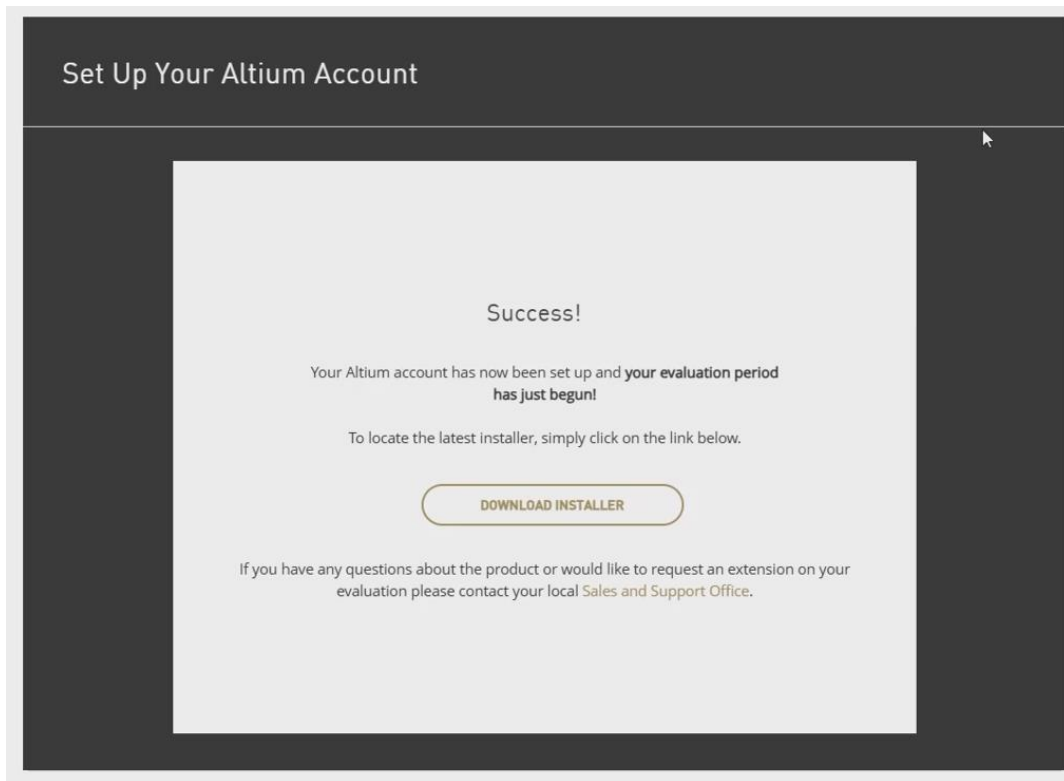 Set Up Your Altium Account
Success!
Your Altium account has now been set up and your evaluation period
has just begun!
To locate the latest installer, simply click on the link below.
DOWNLOAD INSTALLER
If you have any questions about the product or would like to request an extension on your
evaluation please contact your local Sales and Support Office.